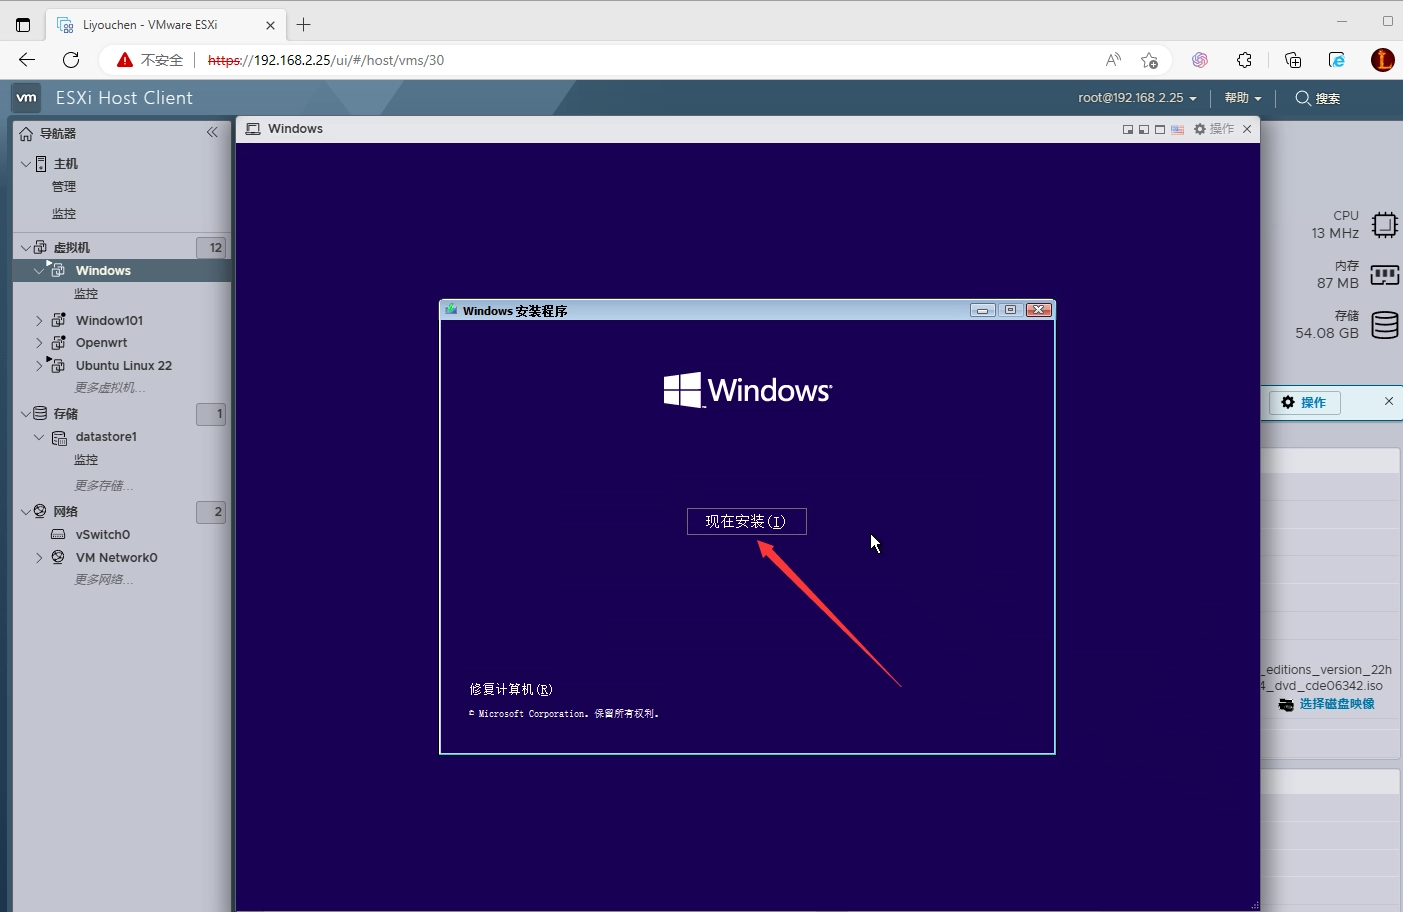 Liyouchen - VMware ESXi
不安全 https://192.168.2.25/ui/#/host/vms/30
vm ESXi Host Client
root@192.168.2.25 帮助 搜索
导航器
主机
管理
监控
虚拟机 12
Windows
监控
Window101
Openwrt
Ubuntu Linux 22
更多虚拟机...
存储 1
datastore1
监控
更多存储...
网络 2
vSwitch0
VM Network0
更多网络...
Windows 操作
Windows 安装程序
Windows
现在安装(I)
修复计算机(R)
© Microsoft Corporation。保留所有权利。
CPU
13 MHz
内存
87 MB
存储
54.08 GB
操作
_editions_version_22h
4_dvd_cde06342.iso
选择磁盘映像